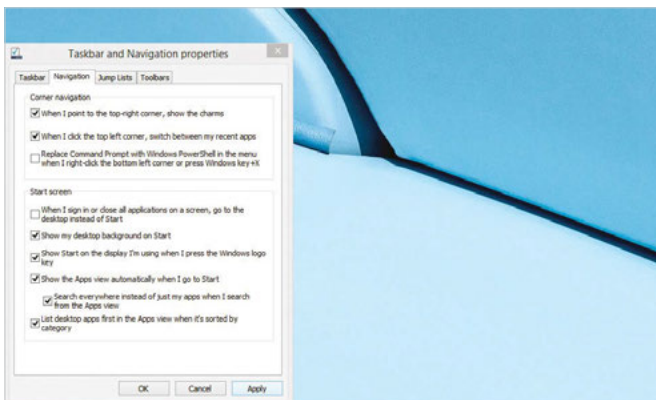 Taskbar and Navigation properties
Taskbar
Navigation
Jump Lists
Toolbars
Corner navigation
When I point to the top-right corner, show the charms
When I click the top left corner, switch between my recent apps
Replace Command Prompt with Windows PowerShell in the menu
when I right-click the bottom left corner or press Windows key+X
Start screen
When I sign in or close all applications on a screen, go to the
desktop instead of Start
Show my desktop background on Start
Show Start on the display I'm using when I press the Windows logo
key
Show the Apps view automatically when I go to Start
Search everywhere instead of just my apps when I search
from the Apps view
List desktop apps first in the Apps view when it's sorted by
category
OK
Cancel
Apply